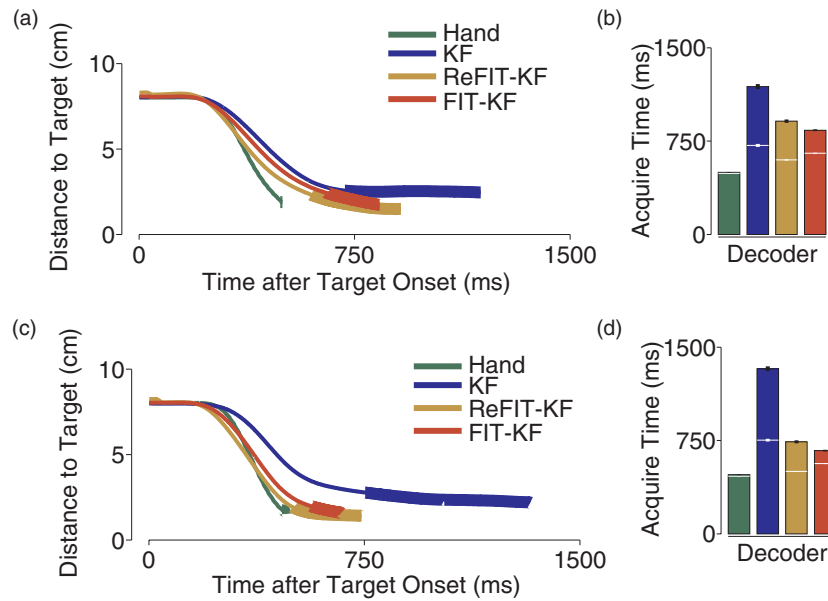 (a)
Hand
KF
ReFIT-KF
FIT-KF
Distance to Target (cm)
10
5
0
0 750 1500
Time after Target Onset (ms)
(b)
Acquire Time (ms)
1500
750
0
Decoder
(c)
Hand
KF
ReFIT-KF
FIT-KF
Distance to Target (cm)
10
5
0
0 750 1500
Time after Target Onset (ms)
(d)
Acquire Time (ms)
1500
750
0
Decoder